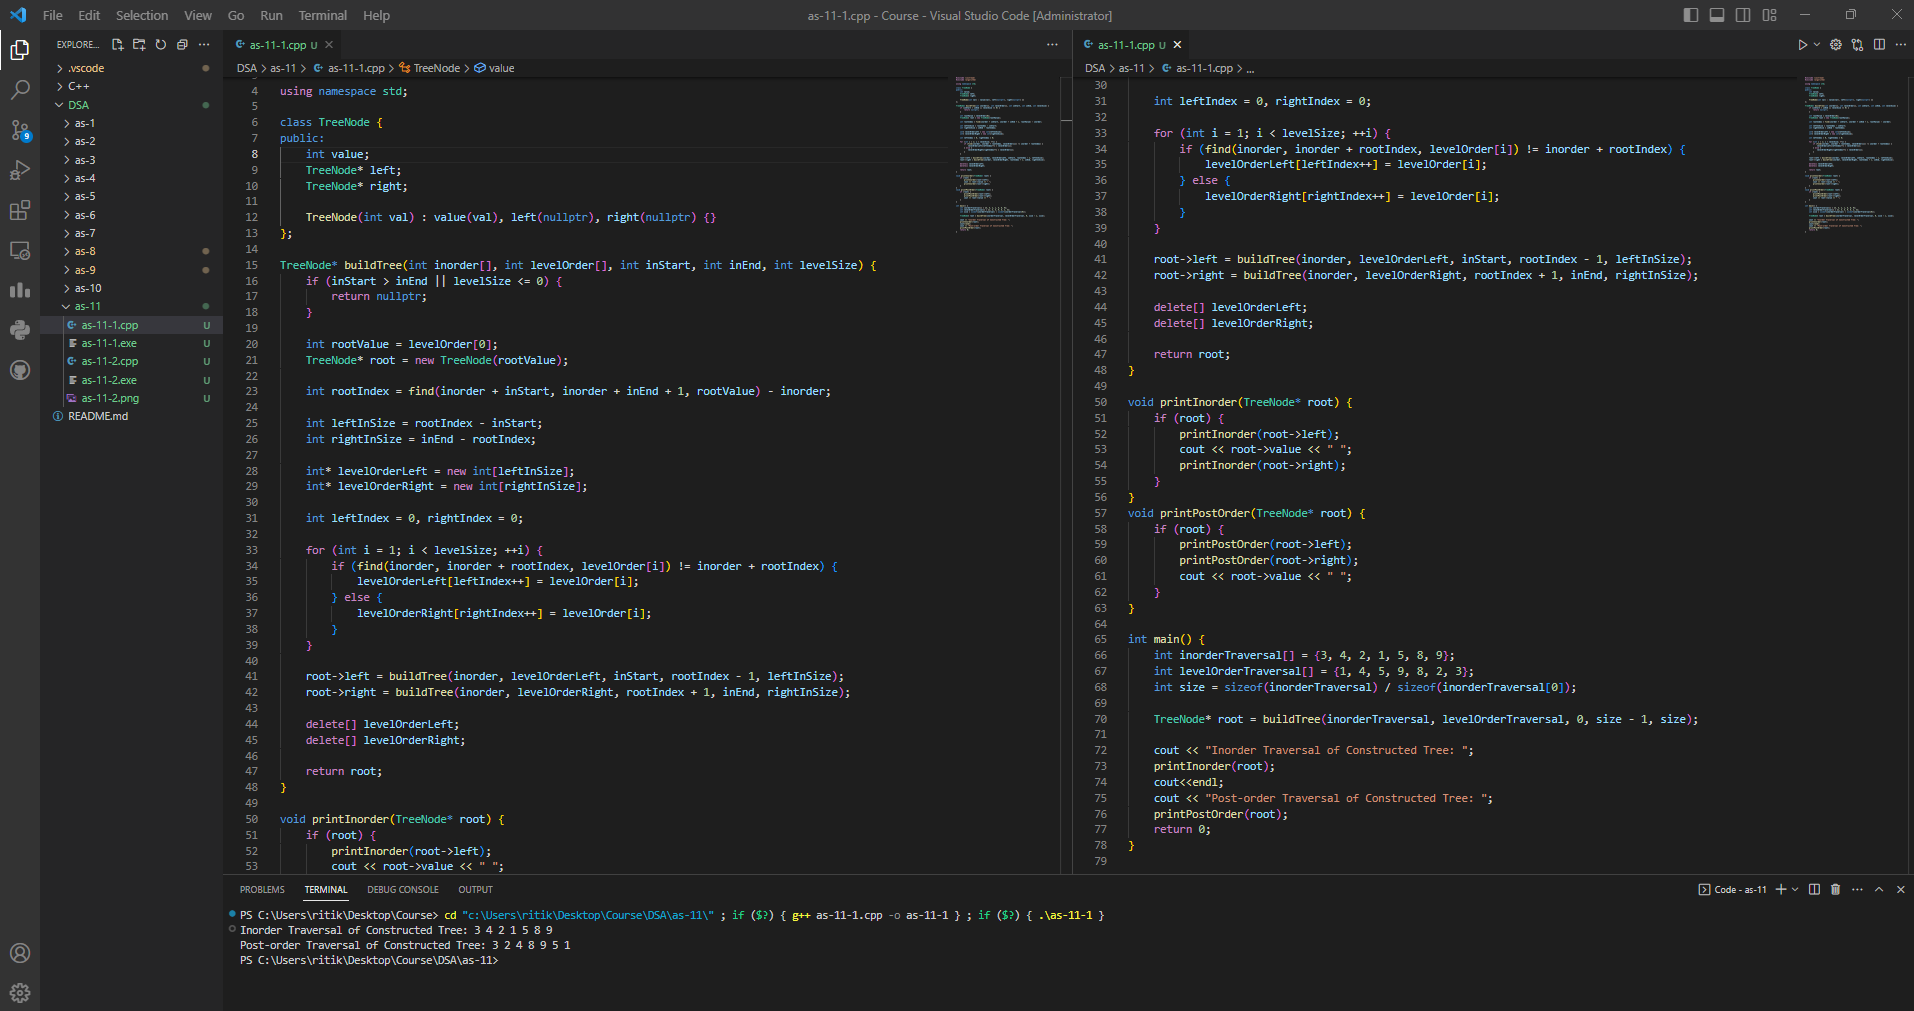 File Edit Selection View Go Run Terminal Help
as-11-1.cpp - Course - Visual Studio Code [Administrator]
EXPLORE...
.vscode
C++
DSA
as-1
as-2
as-3
as-4
as-5
as-6
as-7
as-8
as-9
as-10
as-11
as-11-1.cpp U
as-11-1.exe U
as-11-2.cpp U
as-11-2.exe U
as-11-2.png U
README.md
9
as-11-1.cpp U
DSA > as-11 > as-11-1.cpp > TreeNode > value
4 using namespace std;
5
6 class TreeNode {
7 public:
8 int value;
9 TreeNode* left;
10 TreeNode* right;
11
12 TreeNode(int val) : value(val), left(nullptr), right(nullptr) {}
13 };
14
15 TreeNode* buildTree(int inorder[], int levelOrder[], int inStart, int inEnd, int levelSize) {
16 if (inStart > inEnd || levelSize <= 0) {
17 return nullptr;
18 }
19
20 int rootValue = levelOrder[0];
21 TreeNode* root = new TreeNode(rootValue);
22
23 int rootIndex = find(inorder + inStart, inorder + inEnd + 1, rootValue) - inorder;
24
25 int leftInSize = rootIndex - inStart;
26 int rightInSize = inEnd - rootIndex;
27
28 int* levelOrderLeft = new int[leftInSize];
29 int* levelOrderRight = new int[rightInSize];
30
31 int leftIndex = 0, rightIndex = 0;
32
33 for (int i = 1; i < levelSize; ++i) {
34 if (find(inorder, inorder + rootIndex, levelOrder[i]) != inorder + rootIndex) {
35 levelOrderLeft[leftIndex++] = levelOrder[i];
36 } else {
37 levelOrderRight[rightIndex++] = levelOrder[i];
38 }
39 }
40
41 root->left = buildTree(inorder, levelOrderLeft, inStart, rootIndex - 1, leftInSize);
42 root->right = buildTree(inorder, levelOrderRight, rootIndex + 1, inEnd, rightInSize);
43
44 delete[] levelOrderLeft;
45 delete[] levelOrderRight;
46
47 return root;
48 }
49
50 void printInorder(TreeNode* root) {
51 if (root) {
52 printInorder(root->left);
53 cout << root->value << " ";
as-11-1.cpp U
DSA > as-11 > as-11-1.cpp > ...
30
31 int leftIndex = 0, rightIndex = 0;
32
33 for (int i = 1; i < levelSize; ++i) {
34 if (find(inorder, inorder + rootIndex, levelOrder[i]) != inorder + rootIndex) {
35 levelOrderLeft[leftIndex++] = levelOrder[i];
36 } else {
37 levelOrderRight[rightIndex++] = levelOrder[i];
38 }
39 }
40
41 root->left = buildTree(inorder, levelOrderLeft, inStart, rootIndex - 1, leftInSize);
42 root->right = buildTree(inorder, levelOrderRight, rootIndex + 1, inEnd, rightInSize);
43
44 delete[] levelOrderLeft;
45 delete[] levelOrderRight;
46
47 return root;
48 }
49
50 void printInorder(TreeNode* root) {
51 if (root) {
52 printInorder(root->left);
53 cout << root->value << " ";
54 printInorder(root->right);
55 }
56 }
57 void printPostOrder(TreeNode* root) {
58 if (root) {
59 printPostOrder(root->left);
60 printPostOrder(root->right);
61 cout << root->value << " ";
62 }
63 }
64
65 int main() {
66 int inorderTraversal[] = {3, 4, 2, 1, 5, 8, 9};
67 int levelOrderTraversal[] = {1, 4, 5, 9, 8, 2, 3};
68 int size = sizeof(inorderTraversal) / sizeof(inorderTraversal[0]);
69
70 TreeNode* root = buildTree(inorderTraversal, levelOrderTraversal, 0, size - 1, size);
71
72 cout << "Inorder Traversal of Constructed Tree: ";
73 printInorder(root);
74 cout<<endl;
75 cout << "Post-order Traversal of Constructed Tree: ";
76 printPostOrder(root);
77 return 0;
78 }
79
PROBLEMS TERMINAL DEBUG CONSOLE OUTPUT
Code - as-11
PS C:\Users\ritik\Desktop\Course> cd "c:\Users\ritik\Desktop\Course\DSA\as-11\" ; if ($?) { g++ as-11-1.cpp -o as-11-1 } ; if ($?) { .\as-11-1 }
Inorder Traversal of Constructed Tree: 3 4 2 1 5 8 9
Post-order Traversal of Constructed Tree: 3 2 4 8 9 5 1
PS C:\Users\ritik\Desktop\Course\DSA\as-11>